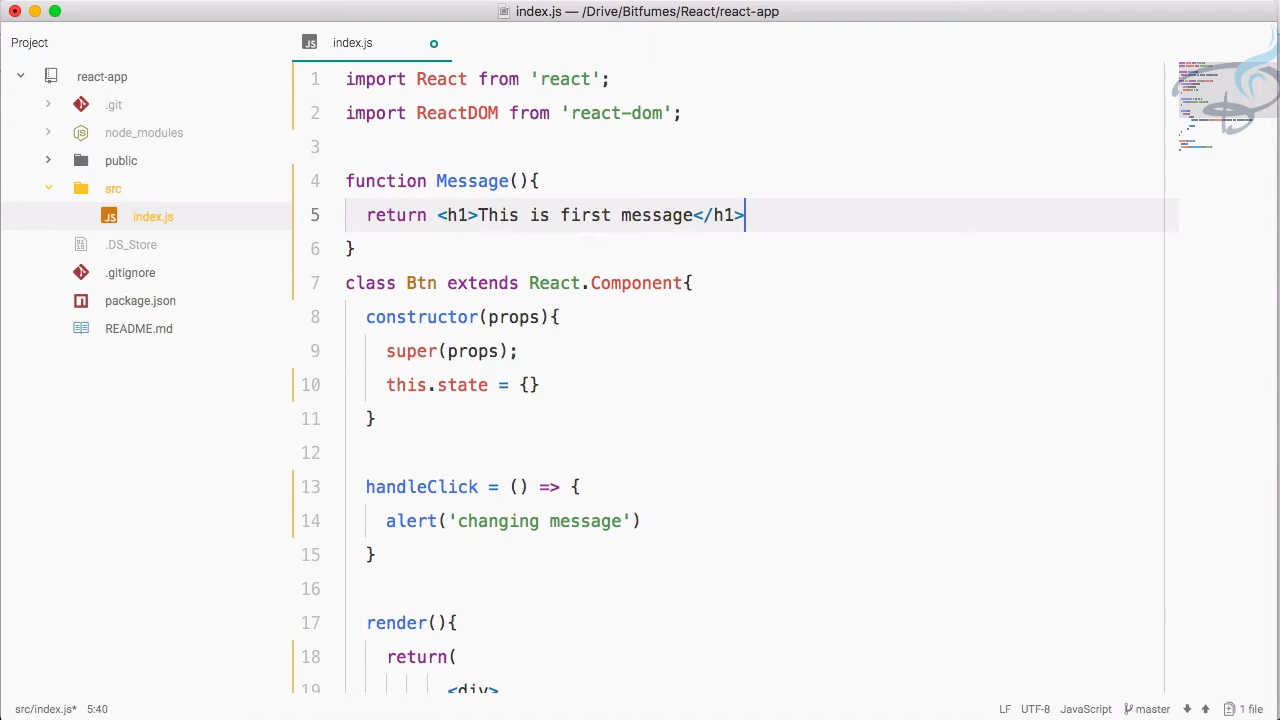 index.js — /Drive/Bitfumes/React/react-app
Project
index.js
react-app
.git
node_modules
public
src
index.js
.DS_Store
.gitignore
package.json
README.md
1 import React from 'react';
2 import ReactDOM from 'react-dom';
3
4 function Message(){
5 return <h1>This is first message</h1>
6 }
7 class Btn extends React.Component{
8 constructor(props){
9 super(props);
10 this.state = {}
11 }
12
13 handleClick = () => {
14 alert('changing message')
15 }
16
17 render(){
18 return(
19 <div>
src/index.js* 5:40
LF UTF-8 JavaScript master 1 file